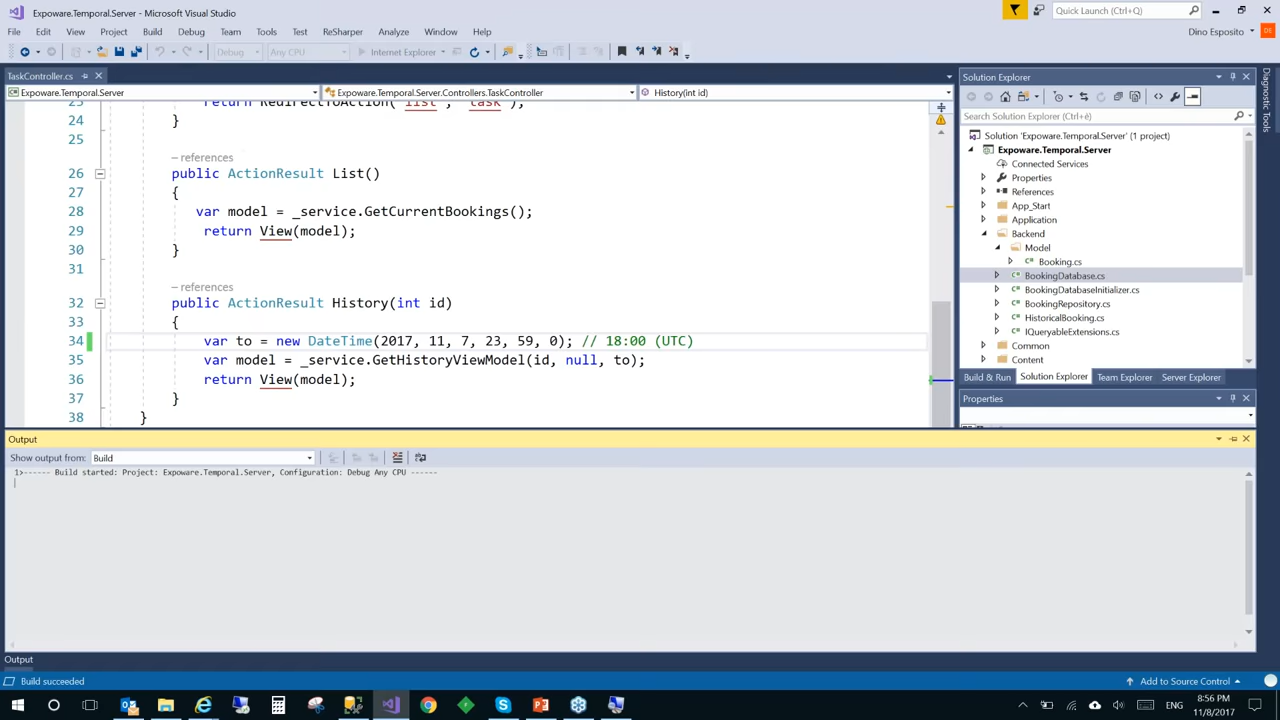 Expoware.Temporal.Server - Microsoft Visual Studio
Quick Launch (Ctrl+Q)
File Edit View Project Build Debug Team Tools Test ReSharper Analyze Window Help
Dino Esposito
DE
Debug Any CPU Internet Explorer
TaskController.cs
Expoware.Temporal.Server
Expoware.Temporal.Server.Controllers.TaskController
History(int id)
23 return RedirectToAction("list", "task");
24 }
25
– references
26 public ActionResult List()
27 {
28 var model = _service.GetCurrentBookings();
29 return View(model);
30 }
31
– references
32 public ActionResult History(int id)
33 {
34 var to = new DateTime(2017, 11, 7, 23, 59, 0); // 18:00 (UTC)
35 var model = _service.GetHistoryViewModel(id, null, to);
36 return View(model);
37 }
38 }
Solution Explorer
Search Solution Explorer (Ctrl+è)
Solution 'Expoware.Temporal.Server' (1 project)
Expoware.Temporal.Server
Connected Services
Properties
References
App_Start
Application
Backend
Model
Booking.cs
BookingDatabase.cs
BookingDatabaseInitializer.cs
BookingRepository.cs
HistoricalBooking.cs
IQueryableExtensions.cs
Common
Content
Build & Run Solution Explorer Team Explorer Server Explorer
Properties
Diagnostic Tools
Output
Show output from: Build
1>------ Build started: Project: Expoware.Temporal.Server, Configuration: Debug Any CPU ------
Output
Build succeeded
Add to Source Control
8:56 PM
11/8/2017